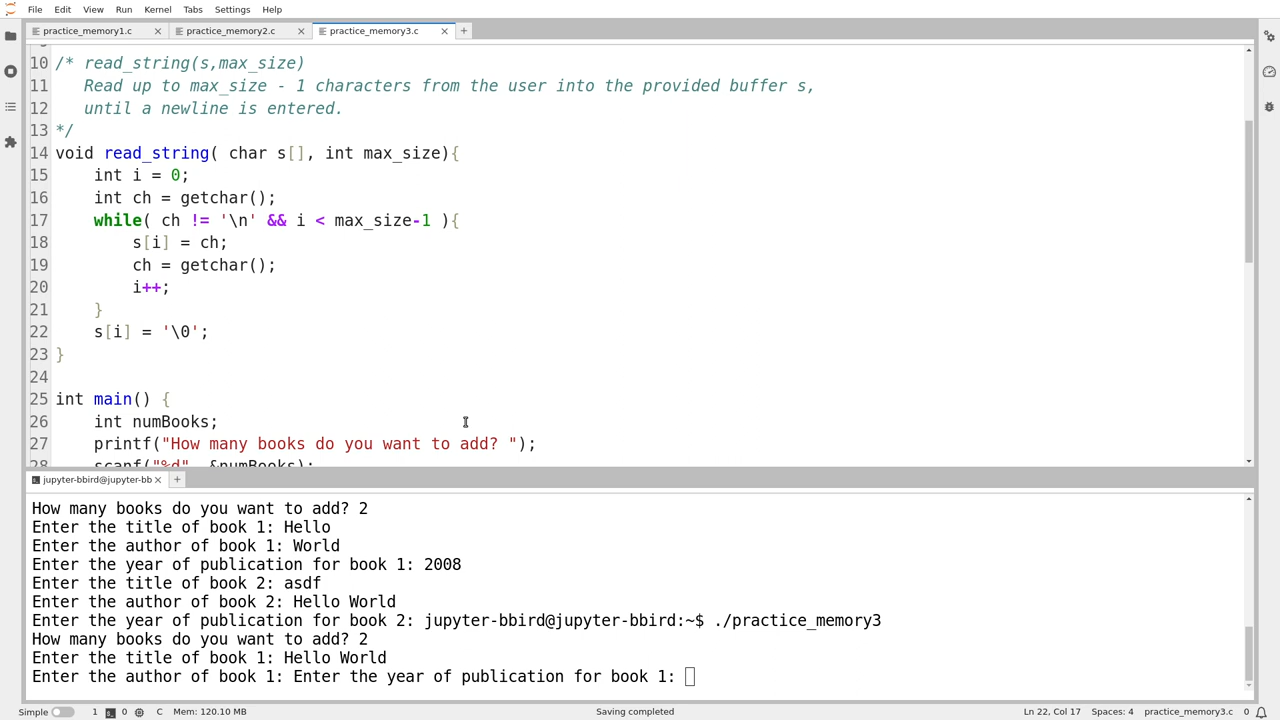 File Edit View Run Kernel Tabs Settings Help
practice_memory1.c practice_memory2.c practice_memory3.c
10 /* read_string(s,max_size)
11 Read up to max_size - 1 characters from the user into the provided buffer s,
12 until a newline is entered.
13 */
14 void read_string( char s[], int max_size){
15 int i = 0;
16 int ch = getchar();
17 while( ch != '\n' && i < max_size-1 ){
18 s[i] = ch;
19 ch = getchar();
20 i++;
21 }
22 s[i] = '\0';
23 }
24
25 int main() {
26 int numBooks;
27 printf("How many books do you want to add? ");
28 scanf("%d", &numBooks);
jupyter-bbird@jupyter-bb
How many books do you want to add? 2
Enter the title of book 1: Hello
Enter the author of book 1: World
Enter the year of publication for book 1: 2008
Enter the title of book 2: asdf
Enter the author of book 2: Hello World
Enter the year of publication for book 2: jupyter-bbird@jupyter-bbird:~$ ./practice_memory3
How many books do you want to add? 2
Enter the title of book 1: Hello World
Enter the author of book 1: Enter the year of publication for book 1:
Simple 1 0 C Mem: 120.10 MB Saving completed Ln 22, Col 17 Spaces: 4 practice_memory3.c 0